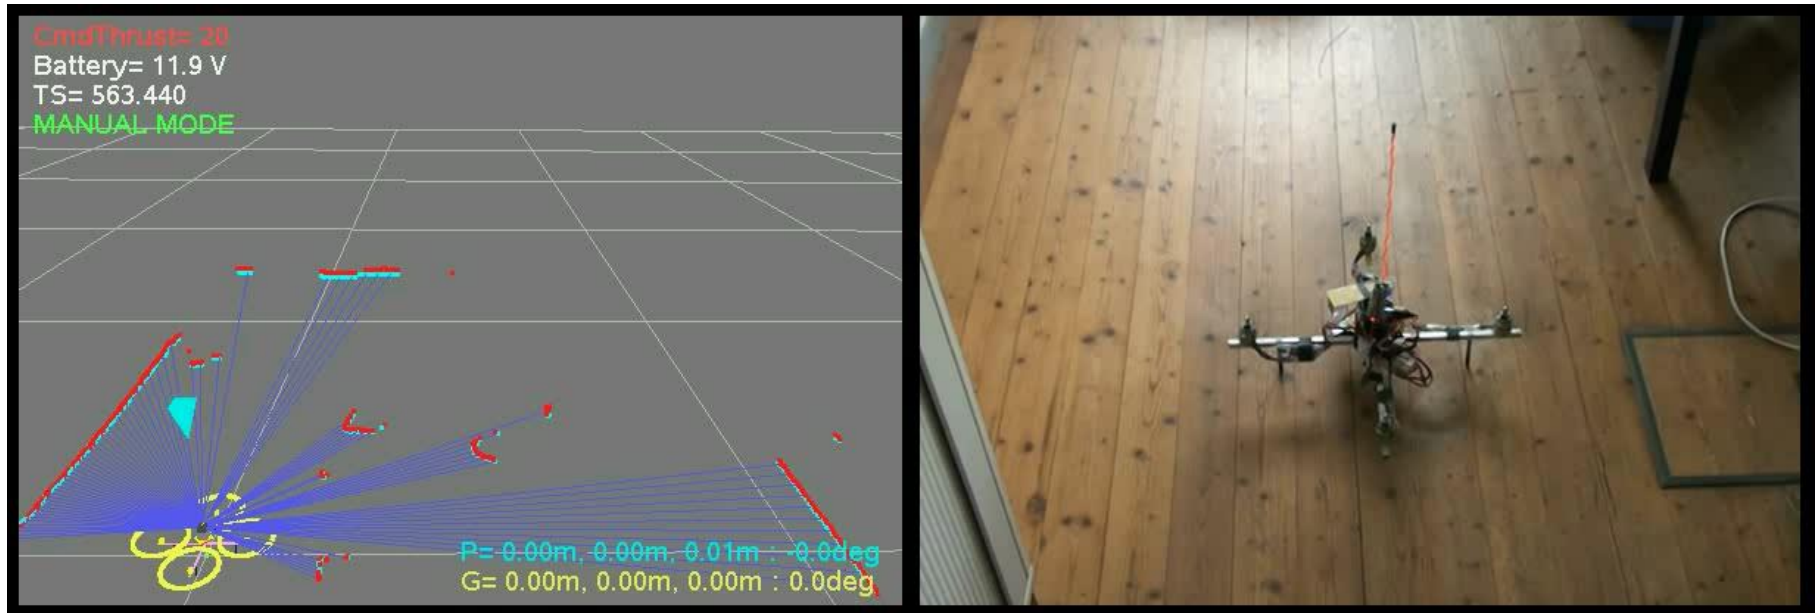 CmdThrust= 20
Battery= 11.9 V
TS= 563.440
MANUAL MODE
P= 0.00m, 0.00m, 0.01m : -0.0deg
G= 0.00m, 0.00m, 0.00m : 0.0deg